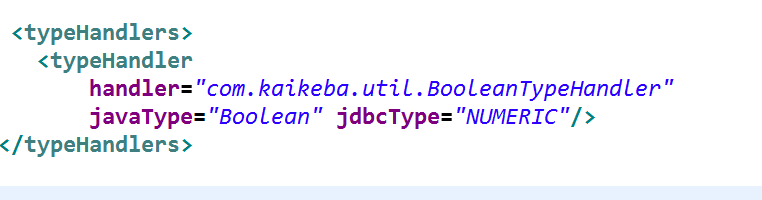 <typeHandlers>
<typeHandler
handler="com.kaikeba.util.BooleanTypeHandler"
javaType="Boolean" jdbcType="NUMERIC"/>
</typeHandlers>